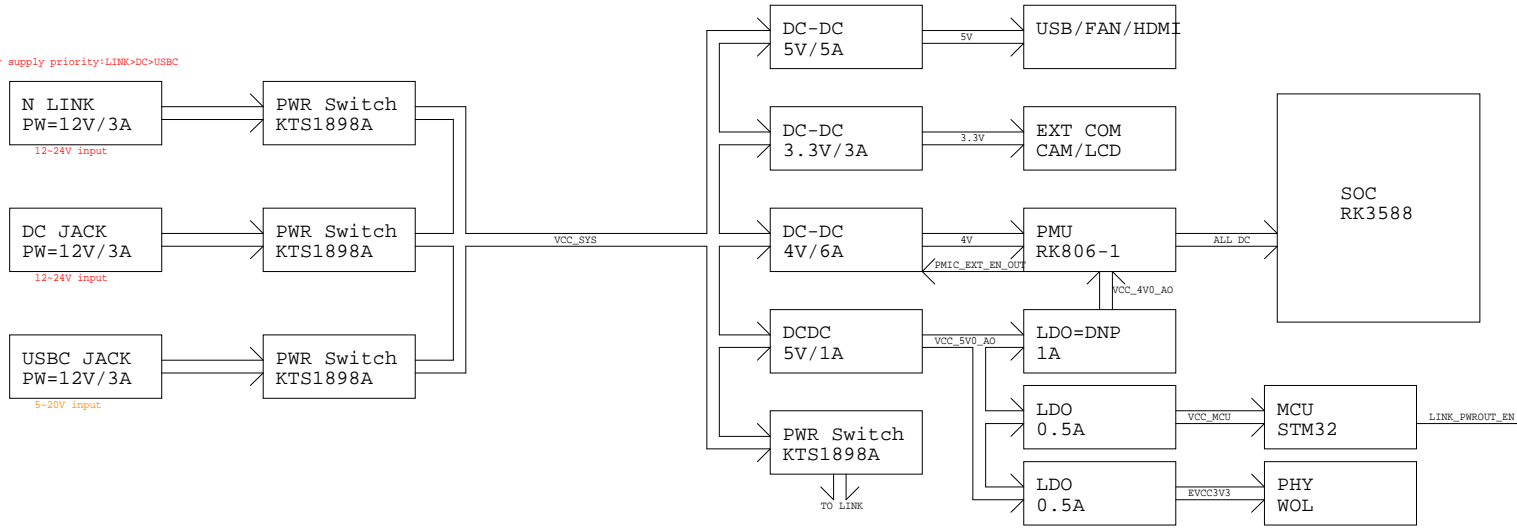 supply priority:LINK>DC>USBC
N LINK
PW=12V/3A
12~24V input
PWR Switch
KTS1898A
DC JACK
PW=12V/3A
12~24V input
PWR Switch
KTS1898A
USBC JACK
PW=12V/3A
5~20V input
PWR Switch
KTS1898A
VCC_SYS
DC-DC
5V/5A
5V
USB/FAN/HDMI
DC-DC
3.3V/3A
3.3V
EXT COM
CAM/LCD
DC-DC
4V/6A
4V
PMIC_EXT_EN_OUT
PMU
RK806-1
ALL DC
SOC
RK3588
VCC_4V0_AO
DCDC
5V/1A
VCC_5V0_AO
LDO=DNP
1A
PWR Switch
KTS1898A
TO LINK
LDO
0.5A
VCC_MCU
MCU
STM32
LINK_PWROUT_EN
LDO
0.5A
EVCC3V3
PHY
WOL